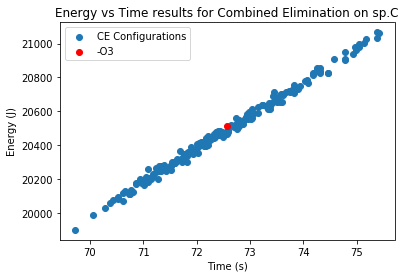 Energy vs Time results for Combined Elimination on sp.C
CE Configurations
-O3
Energy (J)
21000
20800
20600
20400
20200
20000
70 71 72 73 74 75
Time (s)